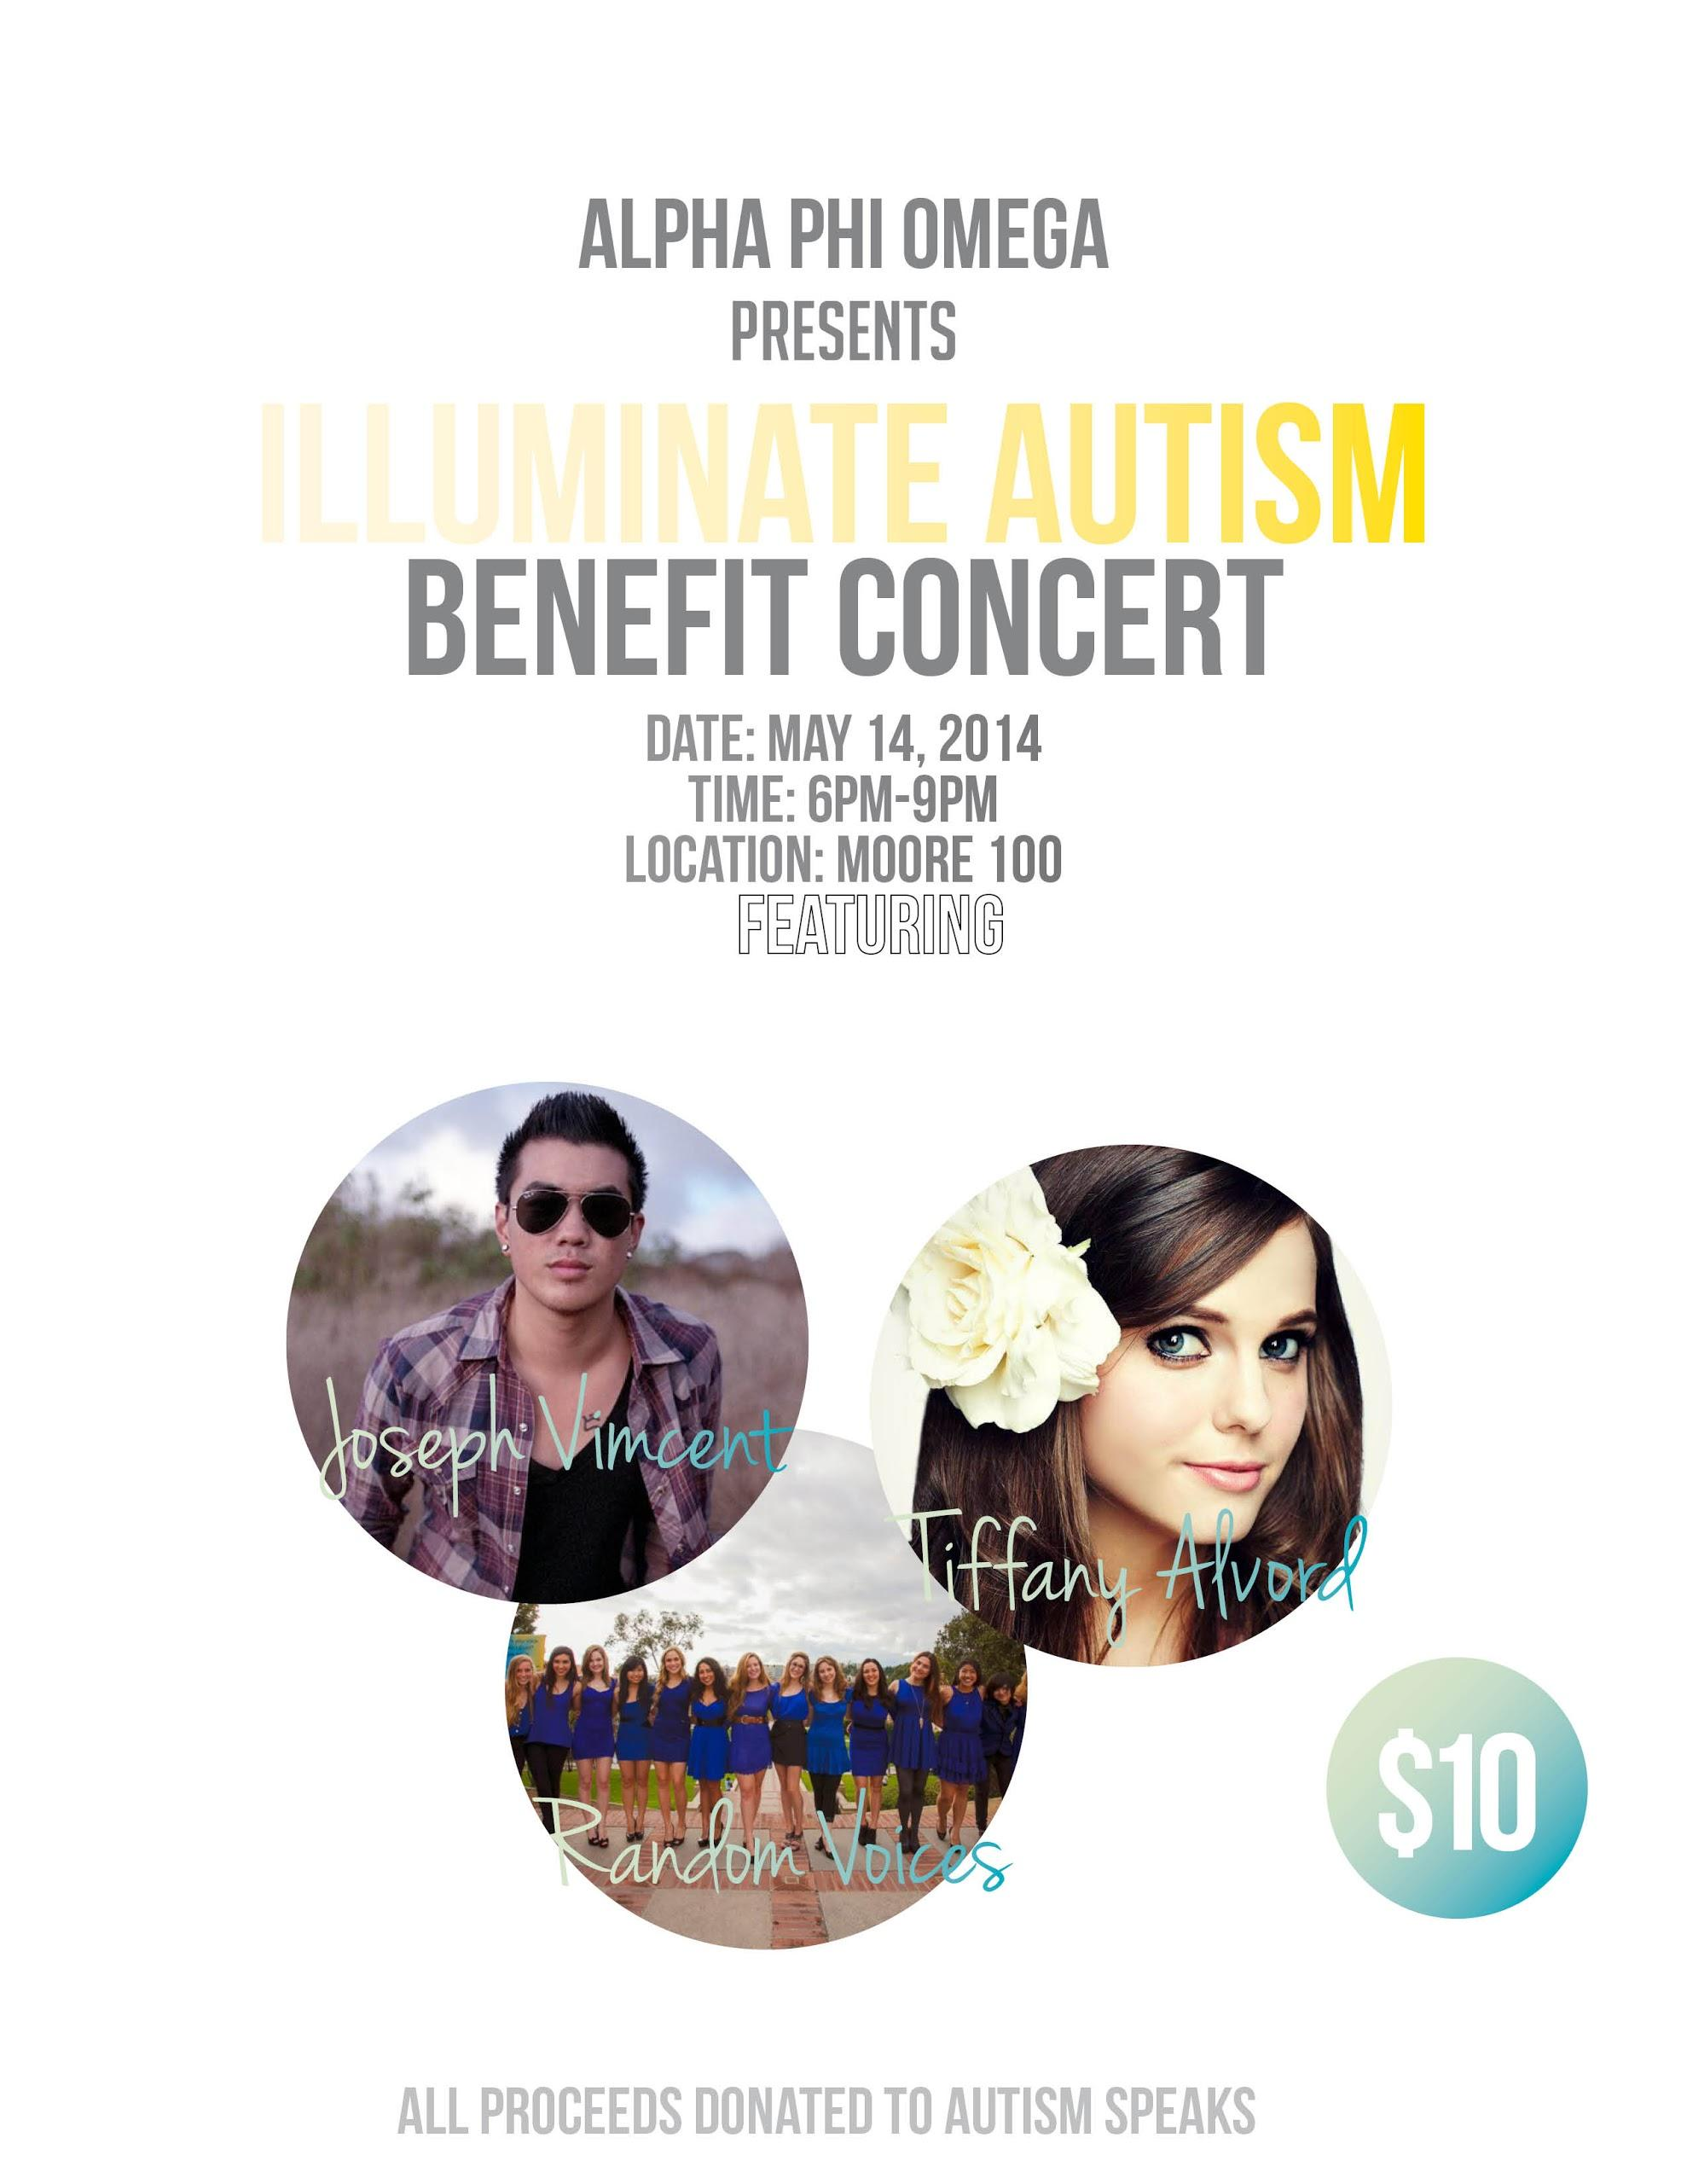 ALPHA PHI OMEGA
PRESENTS
ILLUMINATE AUTISM
BENEFIT CONCERT
DATE: MAY 14, 2014
TIME: 6PM-9PM
LOCATION: MOORE 100
FEATURING
Joseph Vimcent
Tiffany Alvord
Random Voices
$10
ALL PROCEEDS DONATED TO AUTISM SPEAKS